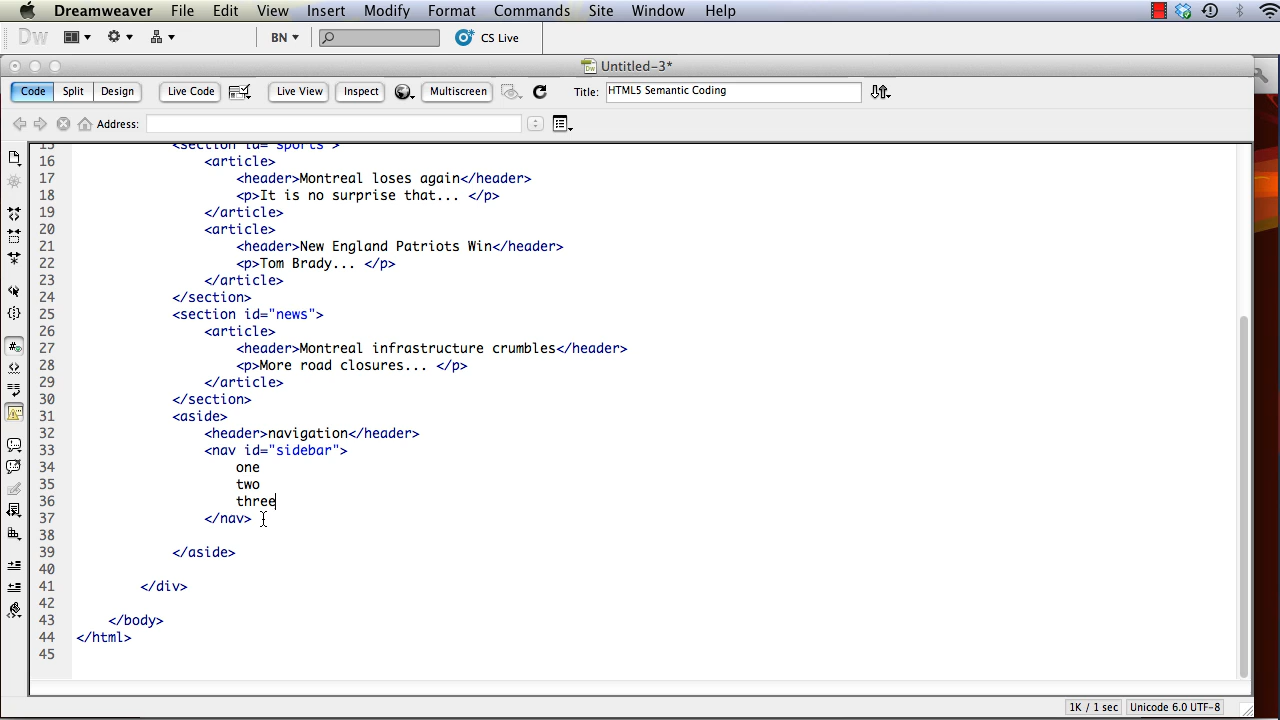 Dreamweaver File Edit View Insert Modify Format Commands Site Window Help
Dw BN CS Live
Untitled-3*
Code Split Design Live Code Live View Inspect Multiscreen Title: HTML5 Semantic Coding
Address:
15 <section id="sports">
16 <article>
17 <header>Montreal loses again</header>
18 <p>It is no surprise that... </p>
19 </article>
20 <article>
21 <header>New England Patriots Win</header>
22 <p>Tom Brady... </p>
23 </article>
24 </section>
25 <section id="news">
26 <article>
27 <header>Montreal infrastructure crumbles</header>
28 <p>More road closures... </p>
29 </article>
30 </section>
31 <aside>
32 <header>navigation</header>
33 <nav id="sidebar">
34 one
35 two
36 three
37 </nav>
38
39 </aside>
40
41 </div>
42
43 </body>
44 </html>
45
1K / 1 sec Unicode 6.0 UTF-8